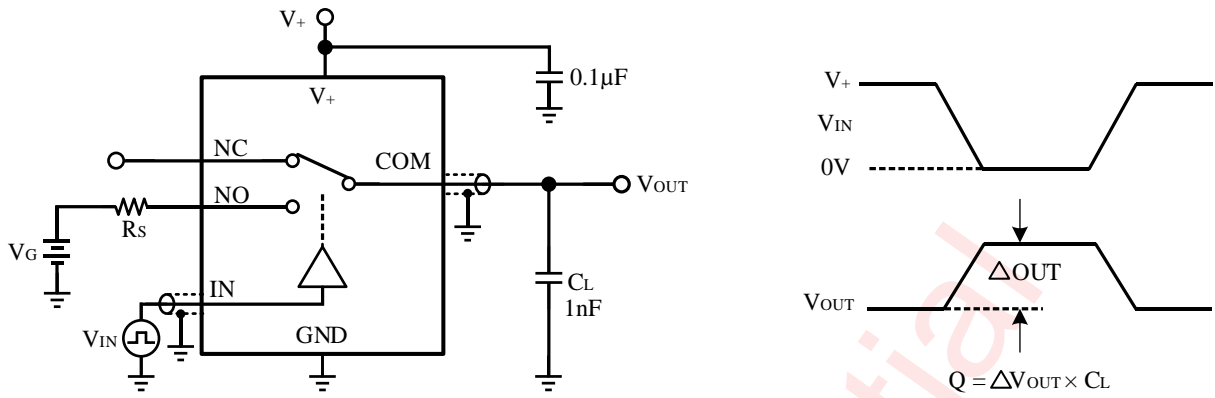 V+
0.1µF
V+
NC
COM
NO
RS
VG
VOUT
IN
CL
1nF
VIN
GND
V+
VIN
0V
△OUT
VOUT
Q = △VOUT × CL
tial